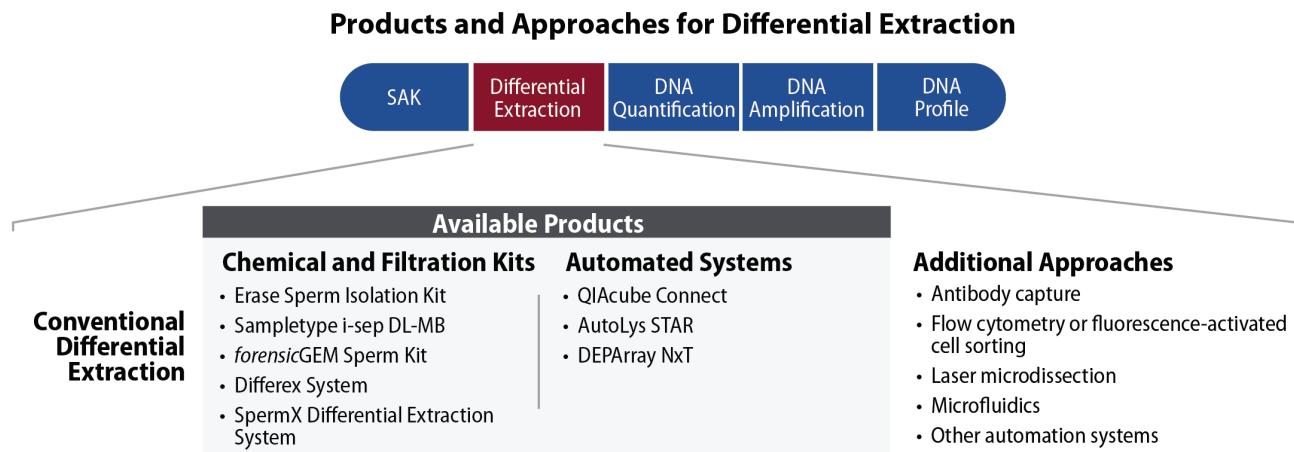 Products and Approaches for Differential Extraction
SAK
Differential
Extraction
DNA
Quantification
DNA
Amplification
DNA
Profile
Available Products
Conventional
Differential
Extraction
Chemical and Filtration Kits
• Erase Sperm Isolation Kit
• Sampletype i-sep DL-MB
• forensicGEM Sperm Kit
• Differex System
• SpermX Differential Extraction
System
Automated Systems
• QIAcube Connect
• AutoLys STAR
• DEPArray NxT
Additional Approaches
• Antibody capture
• Flow cytometry or fluorescence-activated
cell sorting
• Laser microdissection
• Microfluidics
• Other automation systems